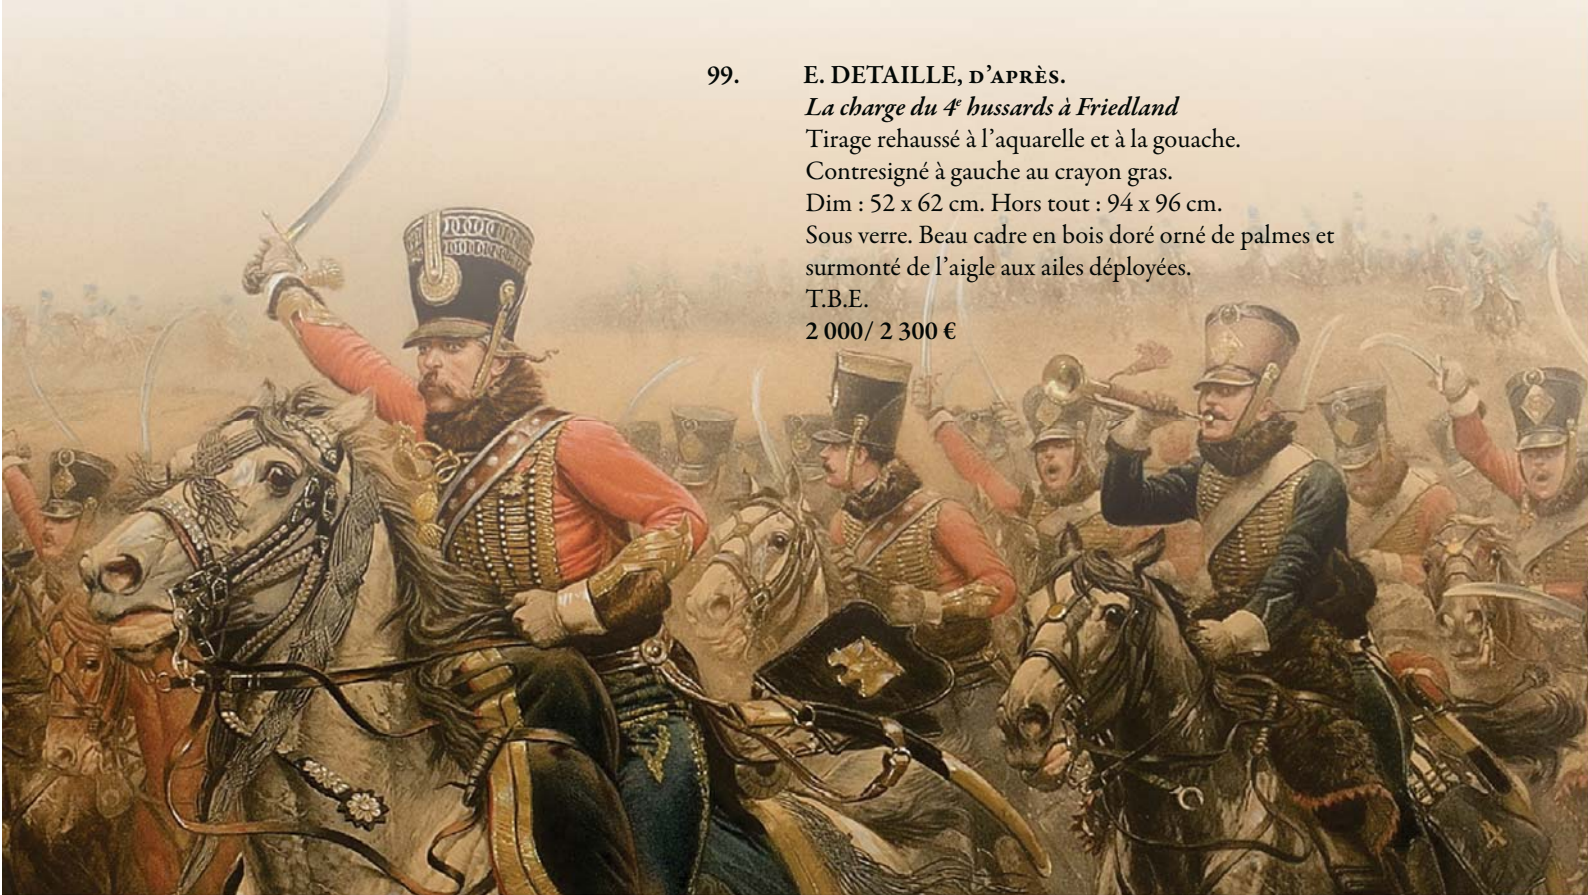 99. E. DETAILLE, D'APRÈS.
La charge du 4e hussards à Friedland
Tirage rehaussé à l'aquarelle et à la gouache.
Contresigné à gauche au crayon gras.
Dim : 52 x 62 cm. Hors tout : 94 x 96 cm.
Sous verre. Beau cadre en bois doré orné de palmes et
surmonté de l'aigle aux ailes déployées.
T.B.E.
2 000/ 2 300 €